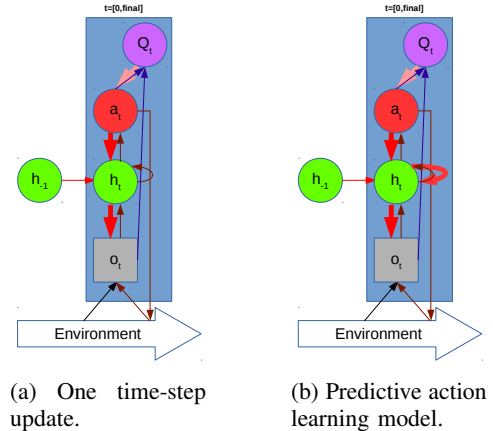 t=[0,final]
Qt
at
h-1
ht
ot
Environment
(a) One time-step
update.
t=[0,final]
Qt
at
h-1
ht
ot
Environment
(b) Predictive action
learning model.